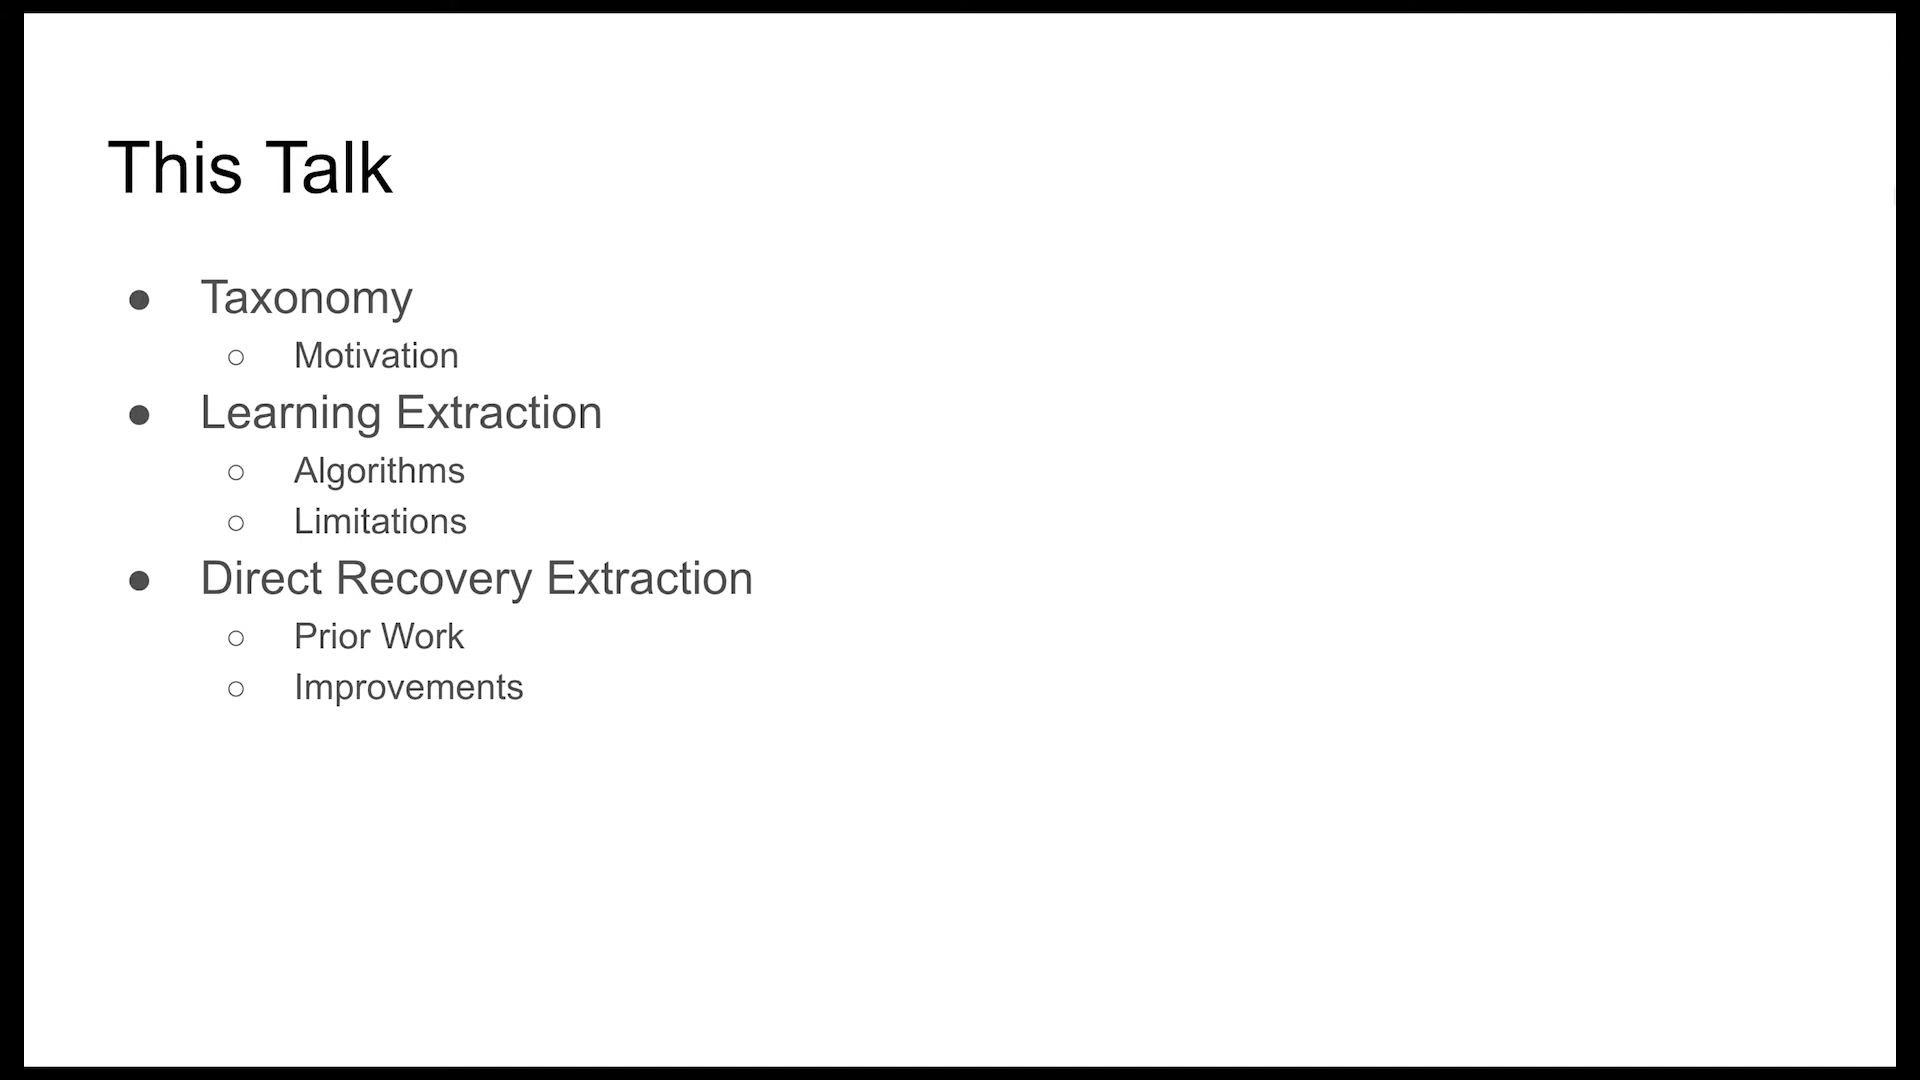 This Talk
● Taxonomy
○ Motivation
● Learning Extraction
○ Algorithms
○ Limitations
● Direct Recovery Extraction
○ Prior Work
○ Improvements